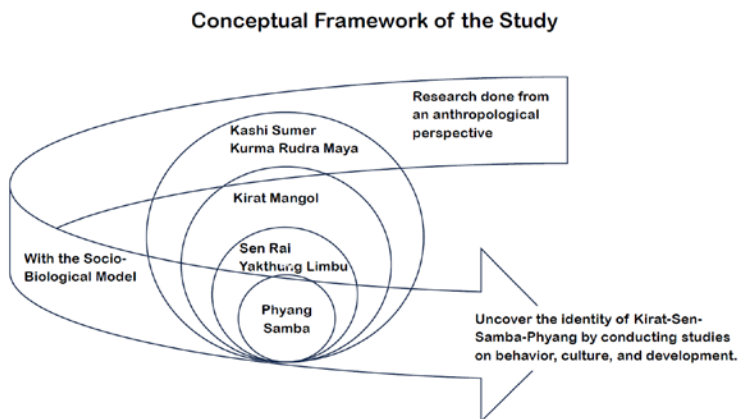 Conceptual Framework of the Study
Research done from
an anthropological
perspective
Kashi Sumer
Kurma Rudra Maya
Kirat Mangol
With the Socio-
Biological Model
Sen Rai
Yakthung Limbu
Phyang
Samba
Uncover the identity of Kirat-Sen-
Samba-Phyang by conducting studies
on behavior, culture, and development.